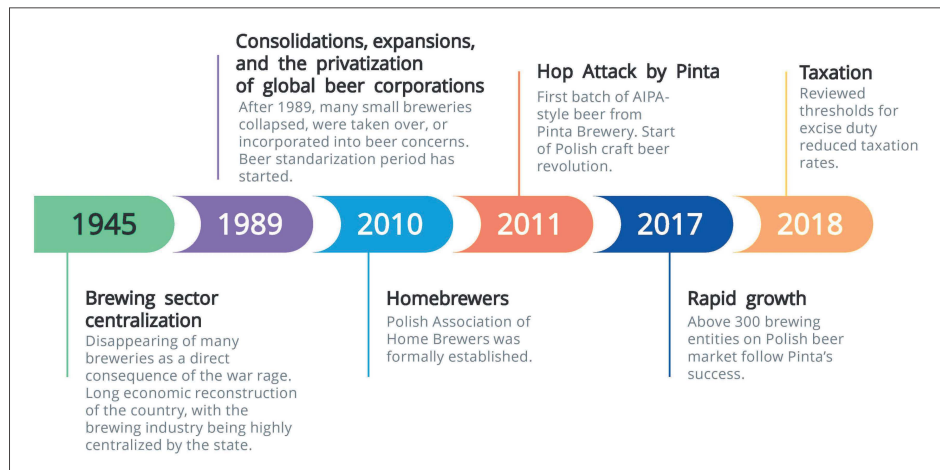 Consolidations, expansions,
and the privatization
of global beer corporations
After 1989, many small breweries
collapsed, were taken over, or
incorporated into beer concerns.
Beer standarization period has
started.
Hop Attack by Pinta
First batch of AIPA-
style beer from
Pinta Brewery. Start
of Polish craft beer
revolution.
Taxation
Reviewed
thresholds for
excise duty
reduced taxation
rates.
1945
1989
2010
2011
2017
2018
Brewing sector
centralization
Disappearing of many
breweries as a direct
consequence of the war rage.
Long economic reconstruction
of the country, with the
brewing industry being highly
centralized by the state.
Homebrewers
Polish Association of
Home Brewers was
formally established.
Rapid growth
Above 300 brewing
entities on Polish beer
market follow Pinta's
success.